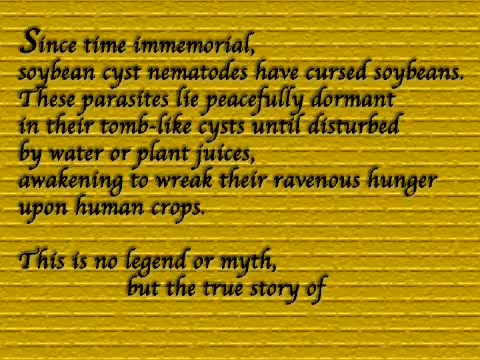 Since time immemorial,
soybean cyst nematodes have cursed soybeans.
These parasites lie peacefully dormant
in their tomb-like cysts until disturbed
by water or plant juices,
awakening to wreak their ravenous hunger
upon human crops.
This is no legend or myth,
but the true story of